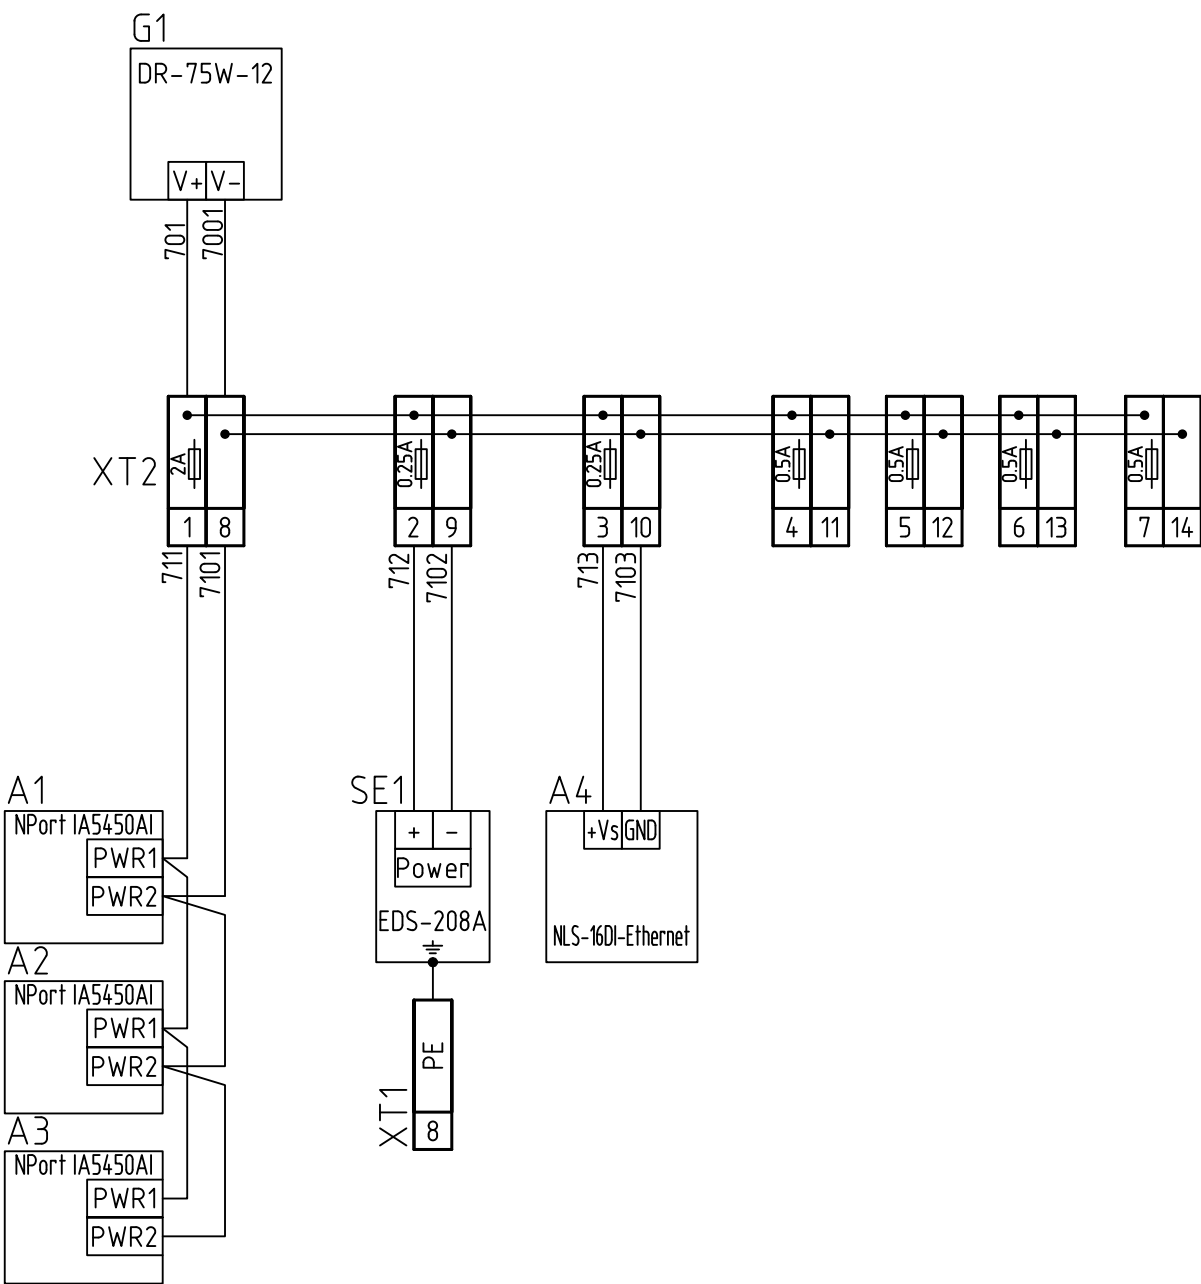 G1
DR-75W-12
V+ V-
701 7001
XT2
2A 0.25A 0.25A 0.5A 0.5A 0.5A 0.5A
1 8 2 9 3 10 4 11 5 12 6 13 7 14
711 7101 712 7102 713 7103
A1
NPort IA5450AI
PWR1
PWR2
SE1
+ -
Power
EDS-208A
A4
+Vs GND
NLS-16DI-Ethernet
A2
NPort IA5450AI
PWR1
PWR2
PE
XT1
8
A3
NPort IA5450AI
PWR1
PWR2